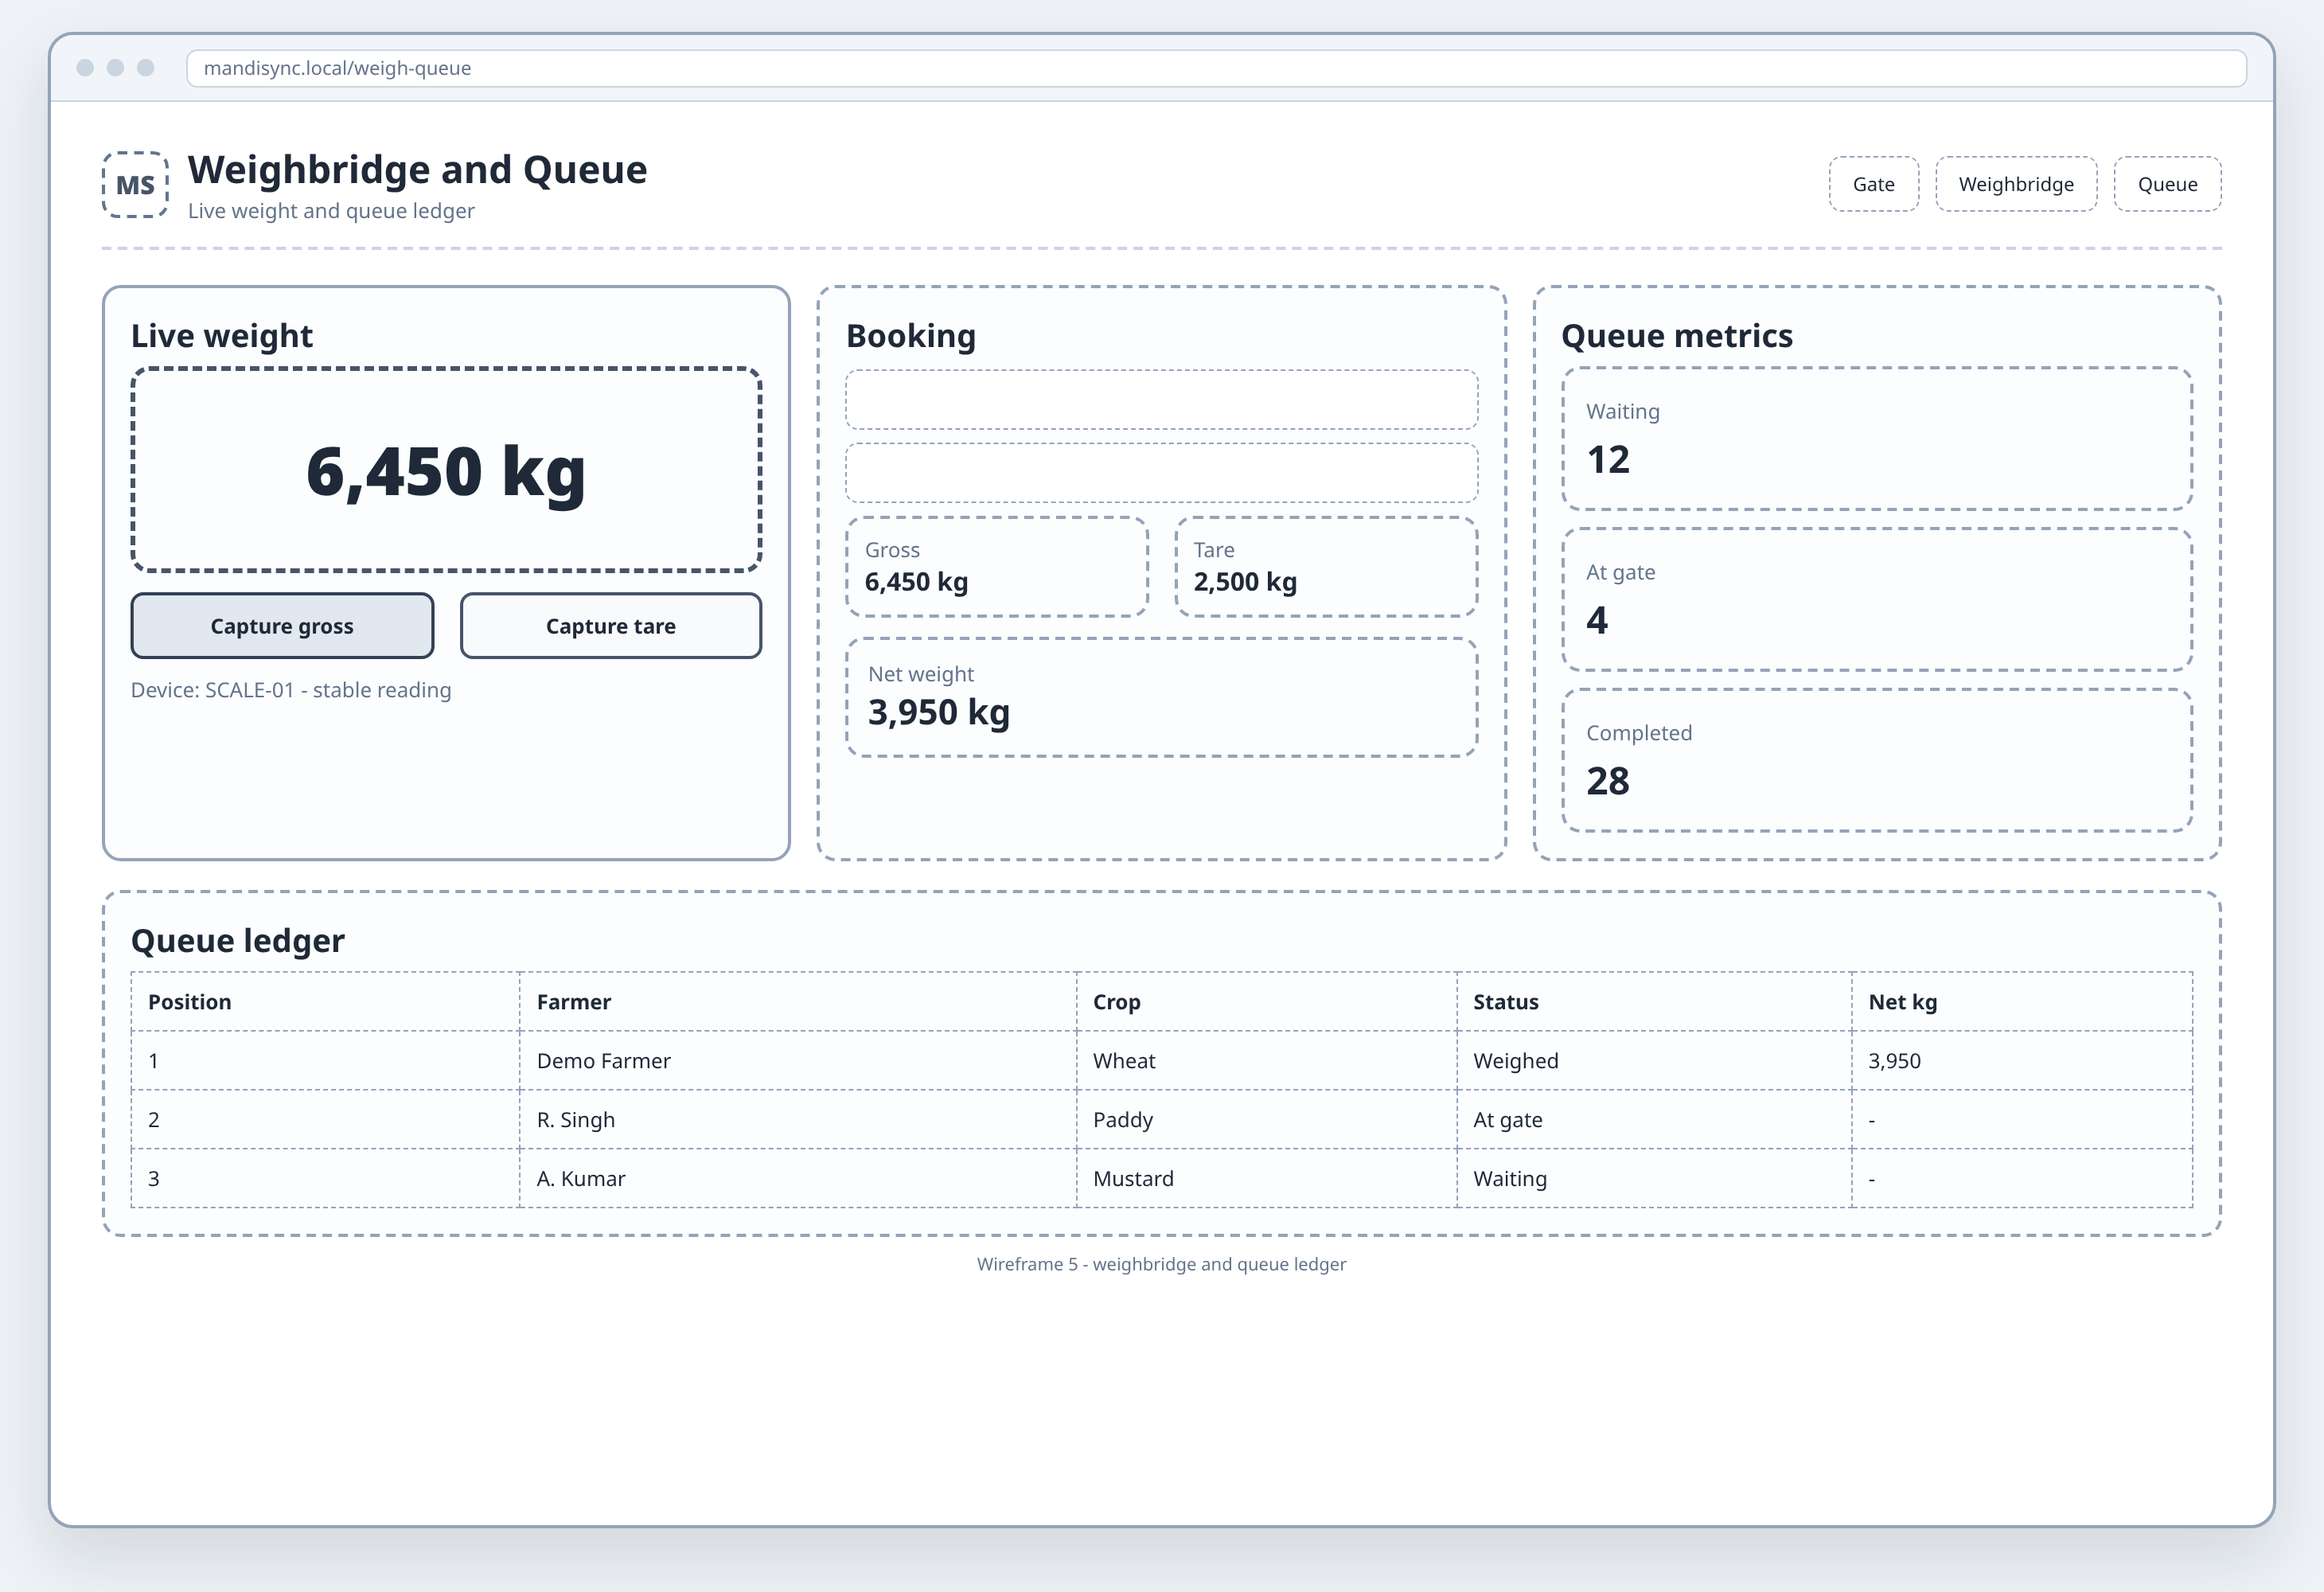 mandisync.local/weigh-queue
MS
Weighbridge and Queue
Live weight and queue ledger
Gate
Weighbridge
Queue
Live weight
6,450 kg
Capture gross
Capture tare
Device: SCALE-01 - stable reading
Booking
Gross
6,450 kg
Tare
2,500 kg
Net weight
3,950 kg
Queue metrics
Waiting
12
At gate
4
Completed
28
Queue ledger
Position Farmer Crop Status Net kg
1 Demo Farmer Wheat Weighed 3,950
2 R. Singh Paddy At gate -
3 A. Kumar Mustard Waiting -
Wireframe 5 - weighbridge and queue ledger